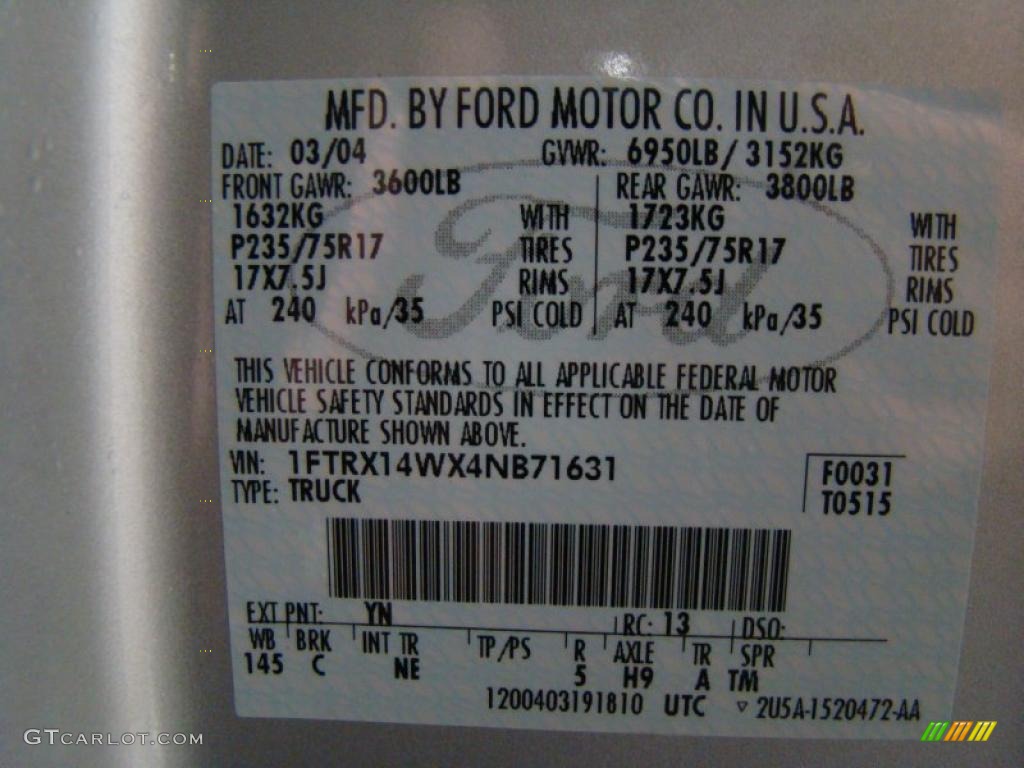 MFD. BY FORD MOTOR CO. IN U.S.A.
DATE: 03/04 GVWR: 6950LB/ 3152KG
FRONT GAWR: 3600LB REAR GAWR: 3800LB
1632KG WITH 1723KG WITH
P235/75R17 TIRES P235/75R17 TIRES
17X7.5J RIMS 17X7.5J RIMS
AT 240 kPa/35 PSI COLD AT 240 kPa/35 PSI COLD
Ford
THIS VEHICLE CONFORMS TO ALL APPLICABLE FEDERAL MOTOR
VEHICLE SAFETY STANDARDS IN EFFECT ON THE DATE OF
MANUFACTURE SHOWN ABOVE.
VIN: 1FTRX14WX4NB71631
TYPE: TRUCK
F0031
T0515
EXT PNT: YN RC: 13 DSO:
WB BRK INT TR TP/PS R AXLE TR SPR
145 C NE 5 H9 A TM
1200403191810 UTC ▽ 2U5A-1520472-AA
GTCARLOT.COM